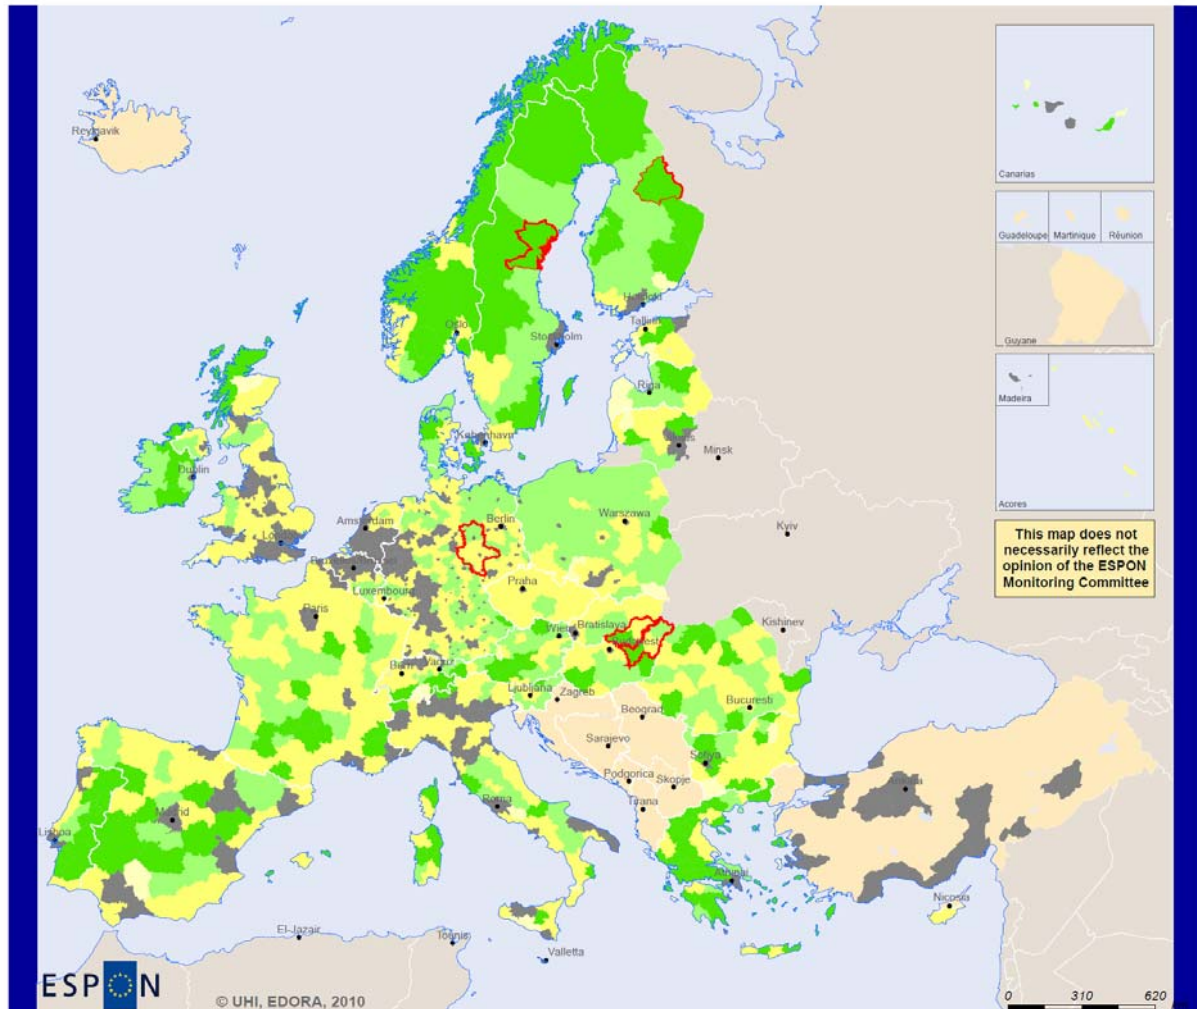 Reykjavik
Canarias
Guadeloupe
Martinique
Réunion
Guyane
Madeira
Acores
This map does not
necessarily reflect the
opinion of the ESPON
Monitoring Committee
Helsinki
Oslo
Tallinn
Stockholm
Riga
København
Minsk
Dublin
Amsterdam
Berlin
Warszawa
London
Kyiv
Praha
Luxembourg
Paris
Kishinev
Wien
Bratislava
Budapest
Bern
Vaduz
Ljubljana
Zagreb
Bucuresti
Beograd
Sarajevo
Sofiya
Podgorica
Skopje
Roma
Tirana
Madrid
Lisboa
Athinai
Nicosia
El-Jazair
Tounis
Valletta
ESPON
© UHI, EDORA, 2010
0 310 620